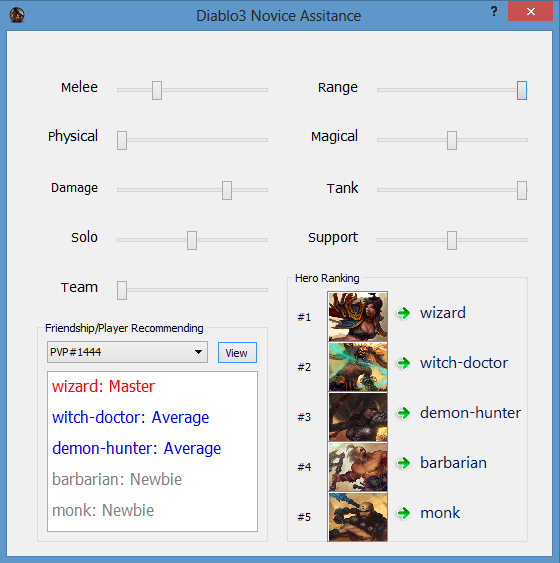 Diablo3 Novice Assitance
?
Melee
Range
Physical
Magical
Damage
Tank
Solo
Support
Team
Friendship/Player Recommending
PVP#1444
View
wizard: Master
witch-doctor: Average
demon-hunter: Average
barbarian: Newbie
monk: Newbie
Hero Ranking
#1 wizard
#2 witch-doctor
#3 demon-hunter
#4 barbarian
#5 monk